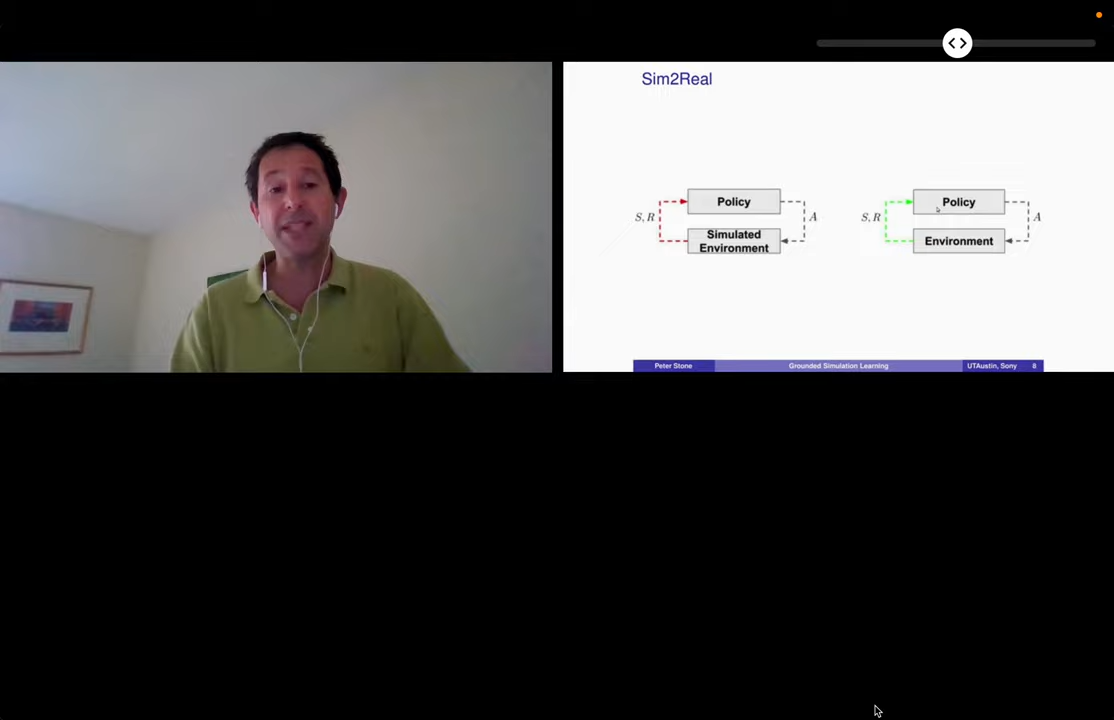 Sim2Real
Policy
S, R
A
Simulated
Environment
Policy
S, R
A
Environment
Peter Stone
Grounded Simulation Learning
UTAustin, Sony
8